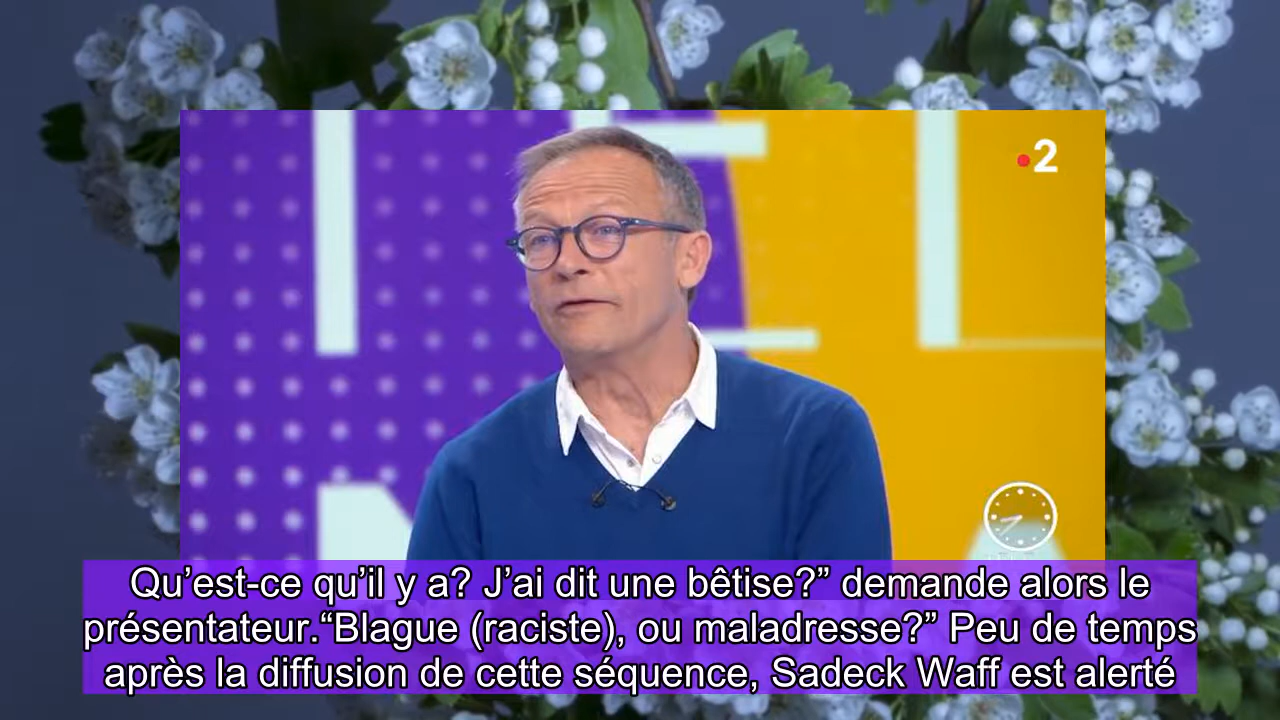 2
Qu’est-ce qu’il y a? J’ai dit une bêtise?” demande alors le
présentateur.“Blague (raciste), ou maladresse?” Peu de temps
après la diffusion de cette séquence, Sadeck Waff est alerté